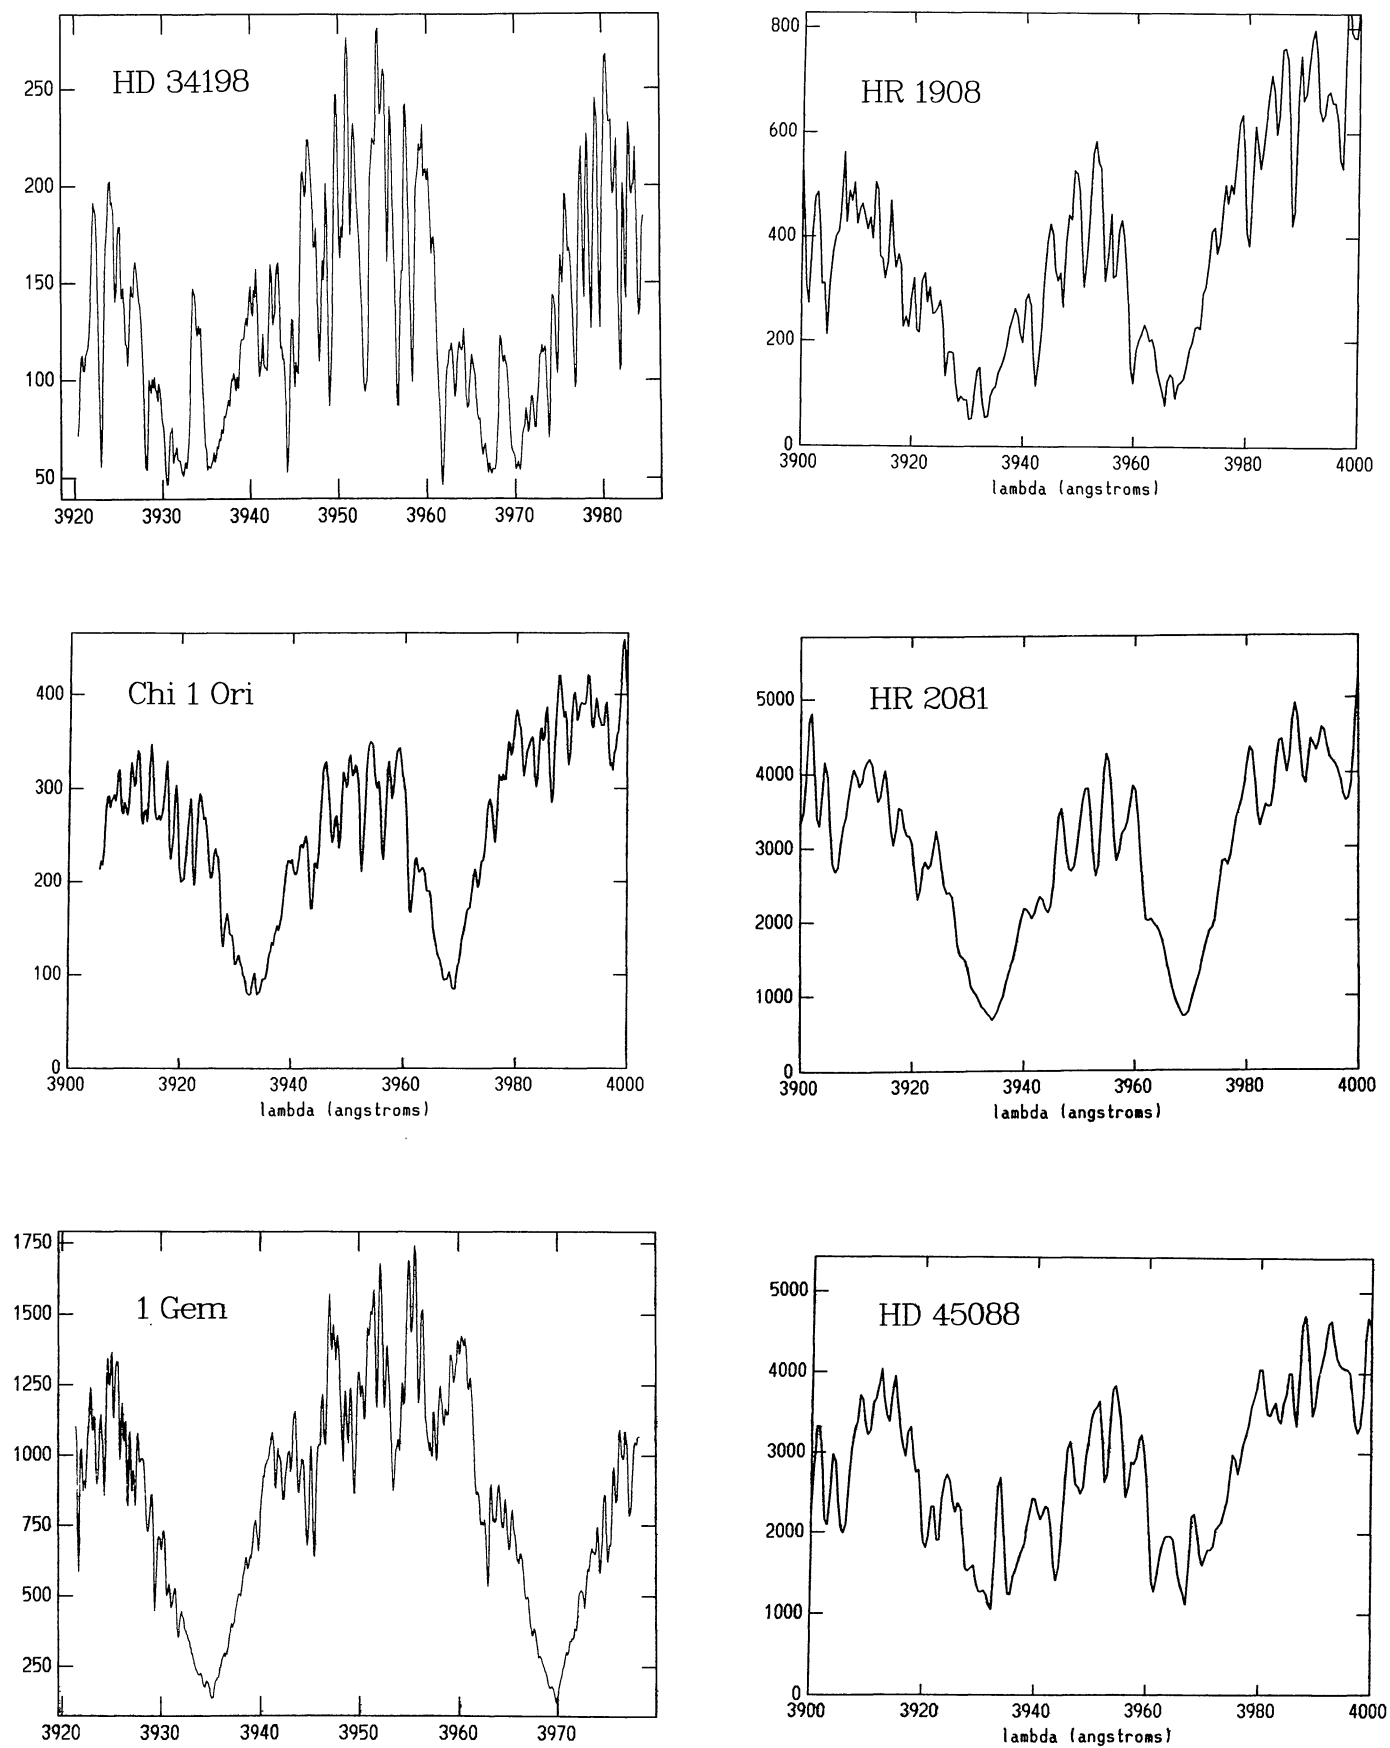 HD 34198
250
200
150
100
50
3920 3930 3940 3950 3960 3970 3980
HR 1908
800
600
400
200
0
3900 3920 3940 3960 3980 4000
lambda (angstroms)
Chi 1 Ori
400
300
200
100
0
3900 3920 3940 3960 3980 4000
lambda (angstroms)
HR 2081
5000
4000
3000
2000
1000
0
3900 3920 3940 3960 3980 4000
lambda (angstroms)
1 Gem
1750
1500
1250
1000
750
500
250
3920 3930 3940 3950 3960 3970
HD 45088
5000
4000
3000
2000
1000
0
3900 3920 3940 3960 3980 4000
lambda (angstroms)